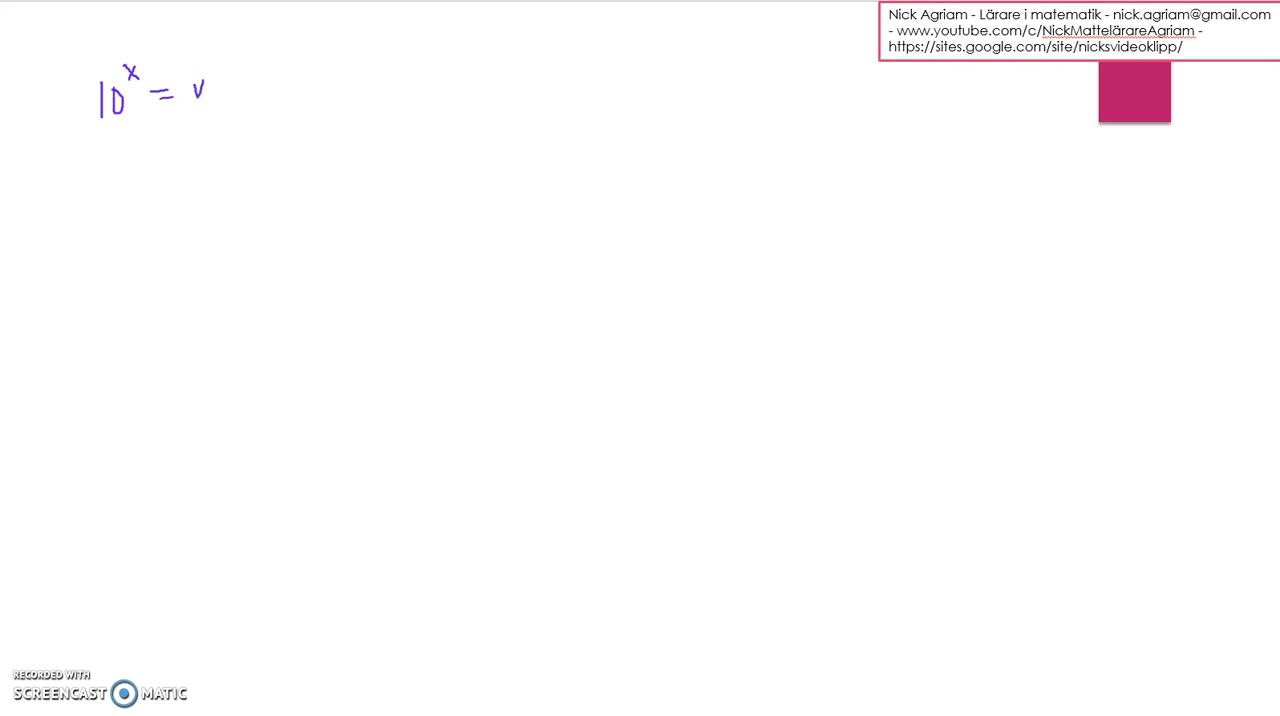 Nick Agriam - Lärare i matematik - nick.agriam@gmail.com
- www.youtube.com/c/NickMattelärareAgriam -
https://sites.google.com/site/nicksvideoklipp/
10^x = v
RECORDED WITH
SCREENCAST MATIC